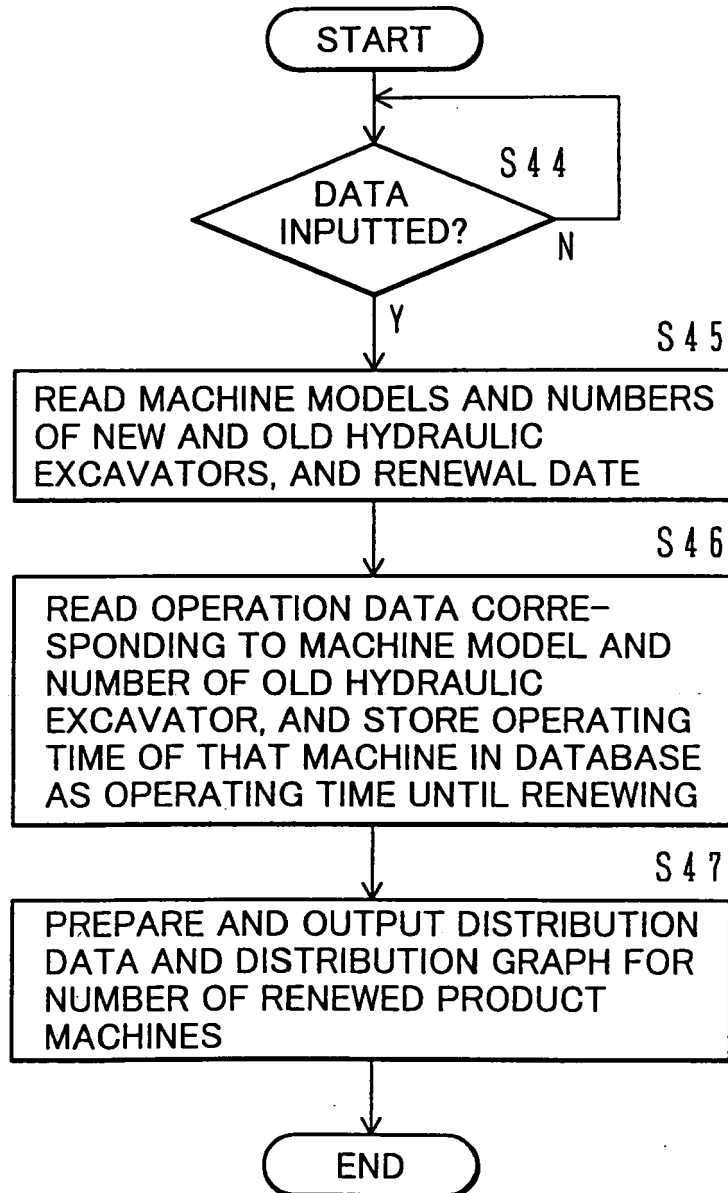 START
S44
DATA
INPUTTED?
N
Y
S45
READ MACHINE MODELS AND NUMBERS
OF NEW AND OLD HYDRAULIC
EXCAVATORS, AND RENEWAL DATE
S46
READ OPERATION DATA CORRE-
SPONDING TO MACHINE MODEL AND
NUMBER OF OLD HYDRAULIC
EXCAVATOR, AND STORE OPERATING
TIME OF THAT MACHINE IN DATABASE
AS OPERATING TIME UNTIL RENEWING
S47
PREPARE AND OUTPUT DISTRIBUTION
DATA AND DISTRIBUTION GRAPH FOR
NUMBER OF RENEWED PRODUCT
MACHINES
END